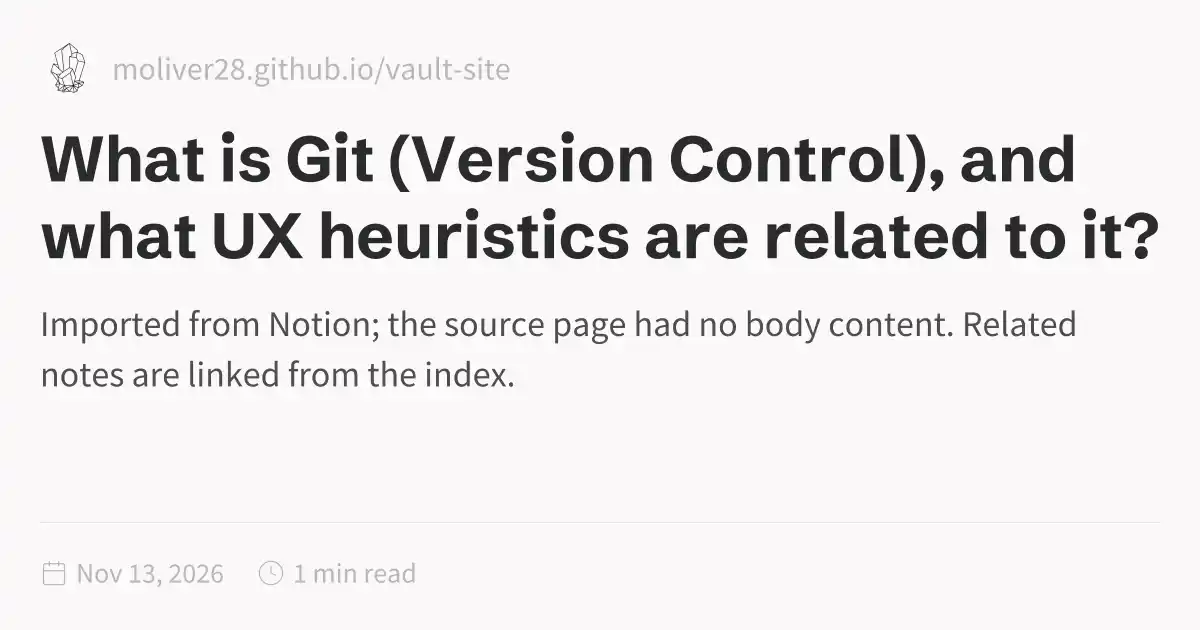 moliver28.github.io/vault-site
What is Git (Version Control), and
what UX heuristics are related to it?
Imported from Notion; the source page had no body content. Related
notes are linked from the index.
Nov 13, 2026 1 min read